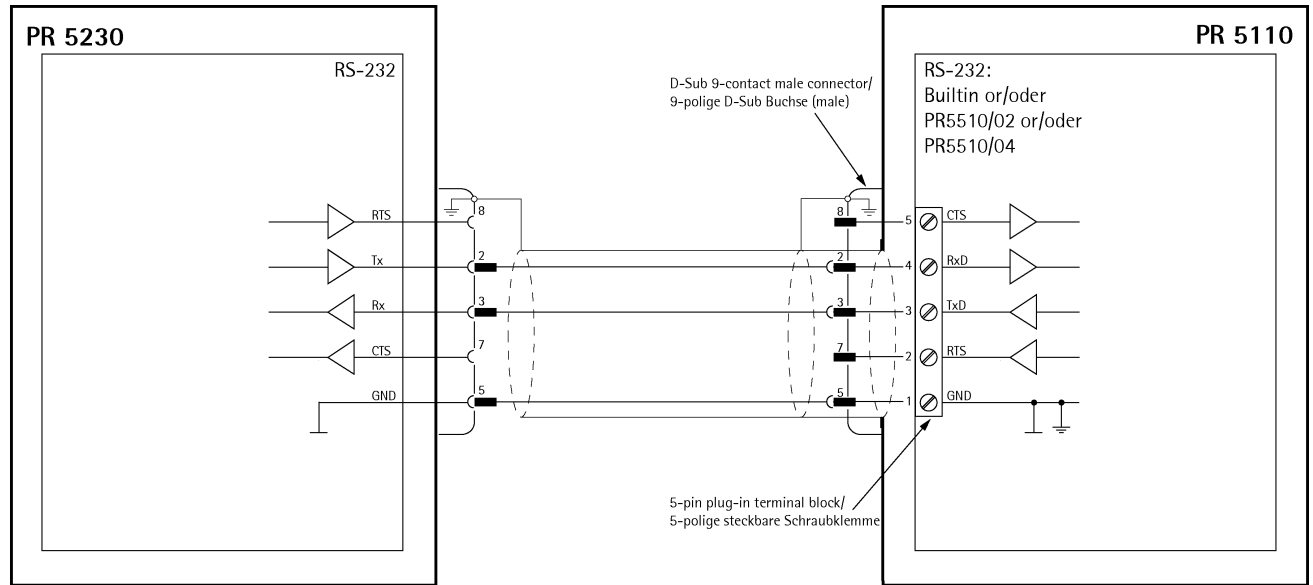 PR 5230
RS-232
RTS
8
Tx
2
Rx
3
CTS
7
GND
5
D-Sub 9-contact male connector/
9-polige D-Sub Buchse (male)
PR 5110
RS-232:
Builtin or/oder
PR5510/02 or/oder
PR5510/04
8
5
CTS
2
4
RxD
3
3
TxD
7
2
RTS
5
1
GND
5-pin plug-in terminal block/
5-polige steckbare Schraubklemme